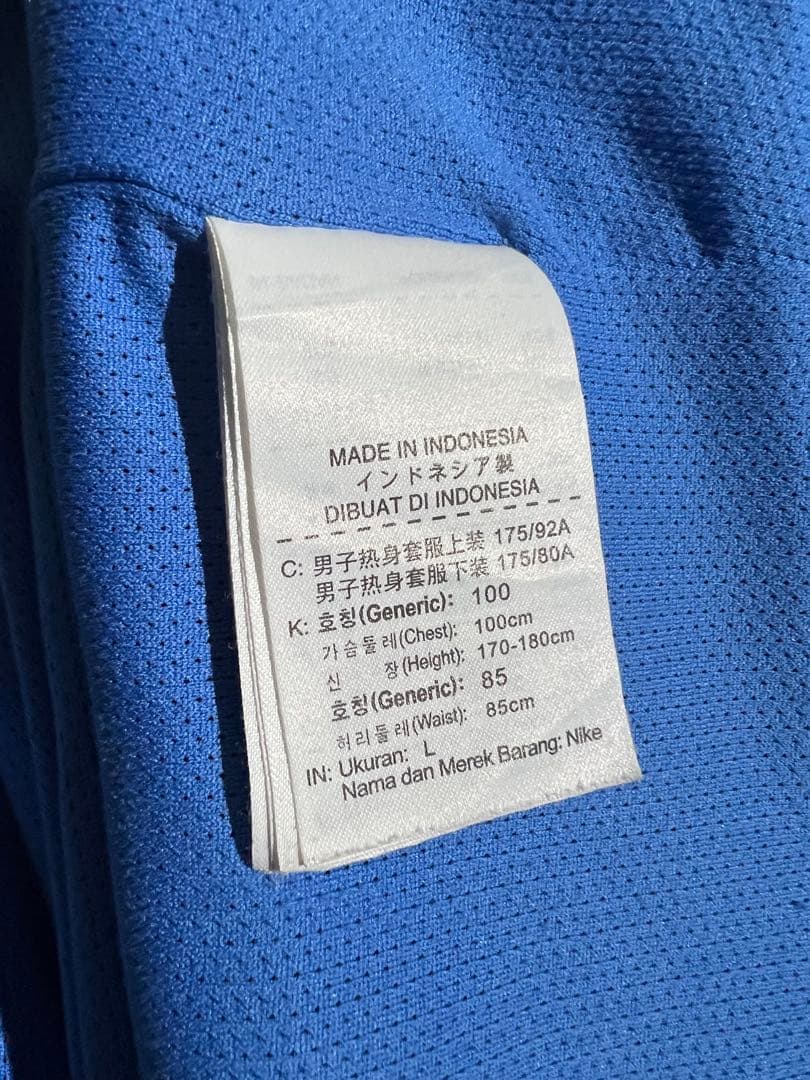 MADE IN INDONESIA
インドネシア製
DIBUAT DI INDONESIA
C: 男子热身套服上装 175/92A
男子热身套服下装 175/80A
K: 호칭(Generic): 100
가슴둘레(Chest): 100cm
신 장(Height): 170-180cm
호칭(Generic): 85
허리둘레(Waist): 85cm
IN: Ukuran: L
Nama dan Merek Barang: Nike